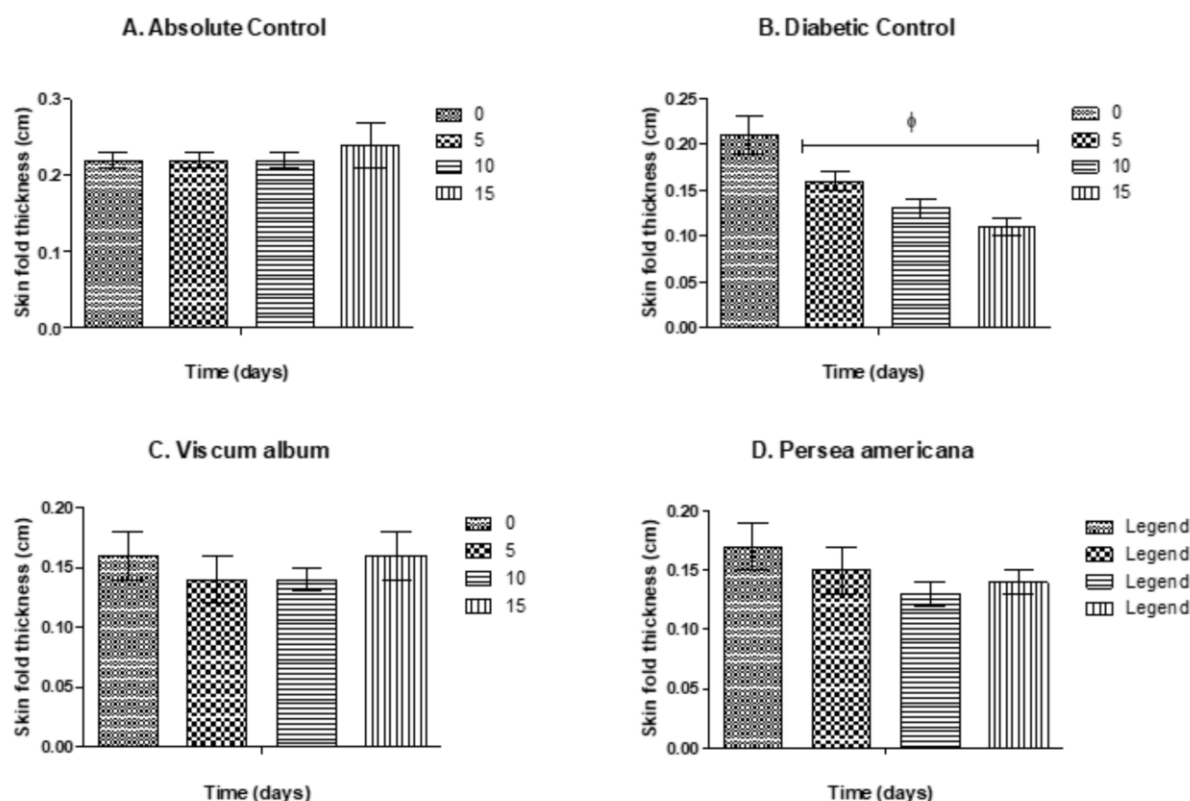 A. Absolute Control
Skin fold thickness (cm)
0.3
0.2
0.1
0.0
Time (days)
0
5
10
15
B. Diabetic Control
Skin fold thickness (cm)
0.25
0.20
0.15
0.10
0.05
0.00
ϕ
Time (days)
0
5
10
15
C. Viscum album
Skin fold thickness (cm)
0.20
0.15
0.10
0.05
0.00
Time (days)
0
5
10
15
D. Persea americana
Skin fold thickness (cm)
0.20
0.15
0.10
0.05
0.00
Time (days)
Legend
Legend
Legend
Legend